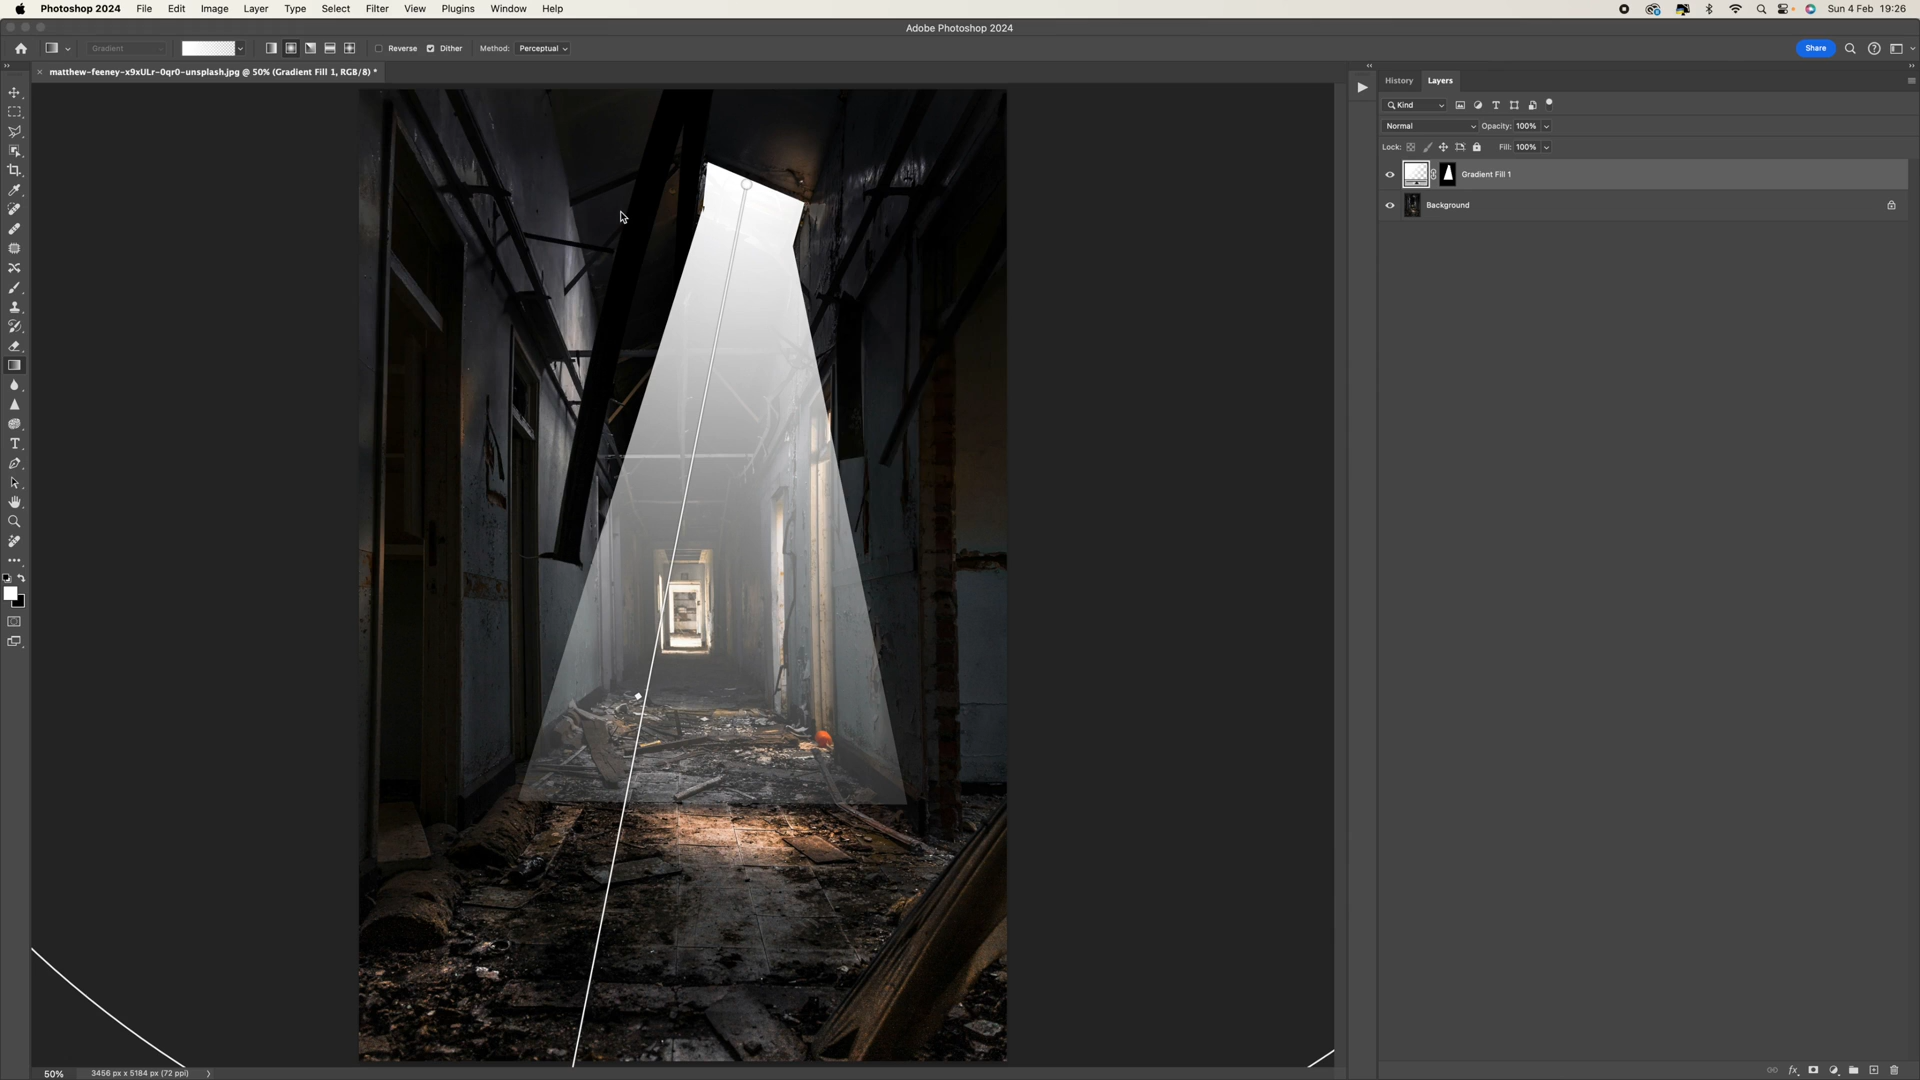 Photoshop 2024 File Edit Image Layer Type Select Filter View Plugins Window Help Sun 4 Feb 19:26
Adobe Photoshop 2024
Gradient Reverse Dither Method: Perceptual Share
matthew-feeney-x9xULr-0qr0-unsplash.jpg @ 50% (Gradient Fill 1, RGB/8) *
History Layers
Kind
Normal Opacity: 100%
Lock: Fill: 100%
Gradient Fill 1
Background
50% 3456 px x 5184 px (72 ppi)